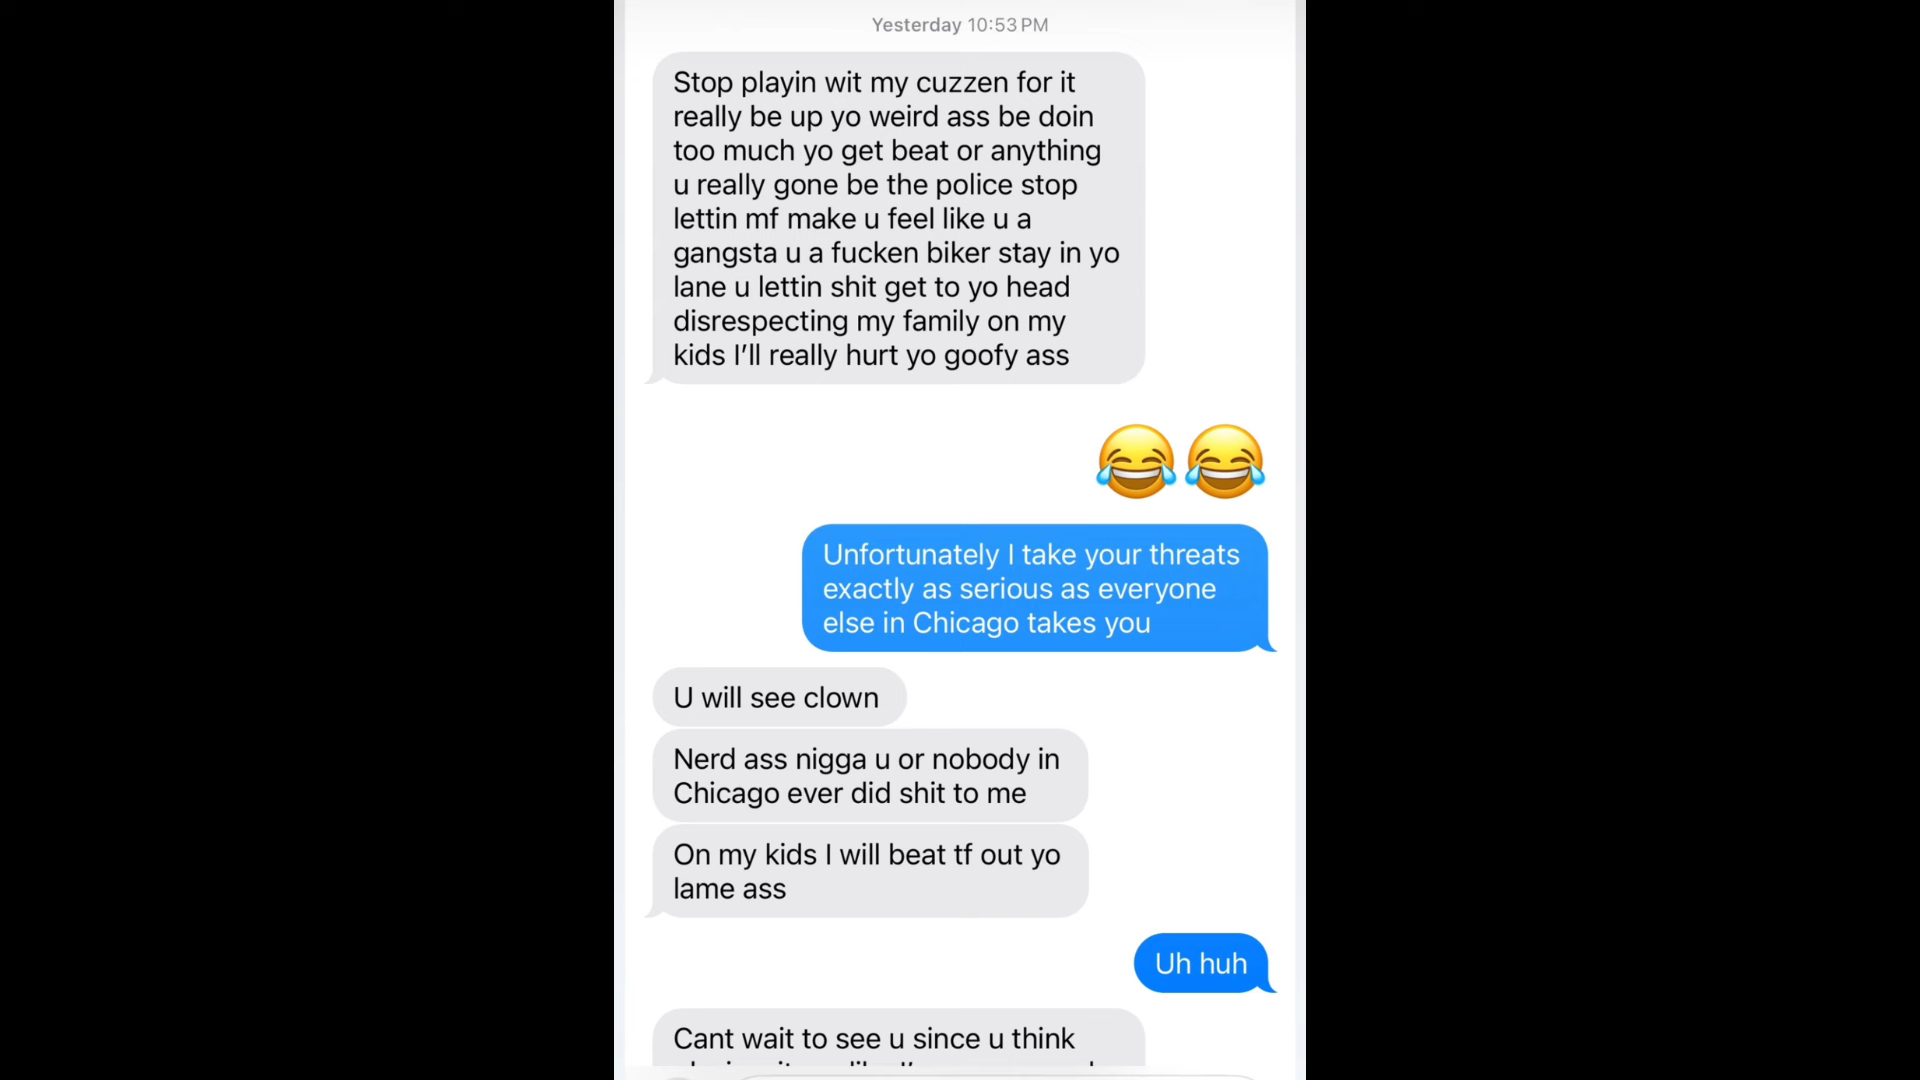 Yesterday 10:53 PM
Stop playin wit my cuzzen for it
really be up yo weird ass be doin
too much yo get beat or anything
u really gone be the police stop
lettin mf make u feel like u a
gangsta u a fucken biker stay in yo
lane u lettin shit get to yo head
disrespecting my family on my
kids I’ll really hurt yo goofy ass
😂😂
Unfortunately I take your threats
exactly as serious as everyone
else in Chicago takes you
U will see clown
Nerd ass nigga u or nobody in
Chicago ever did shit to me
On my kids I will beat tf out yo
lame ass
Uh huh
Cant wait to see u since u think